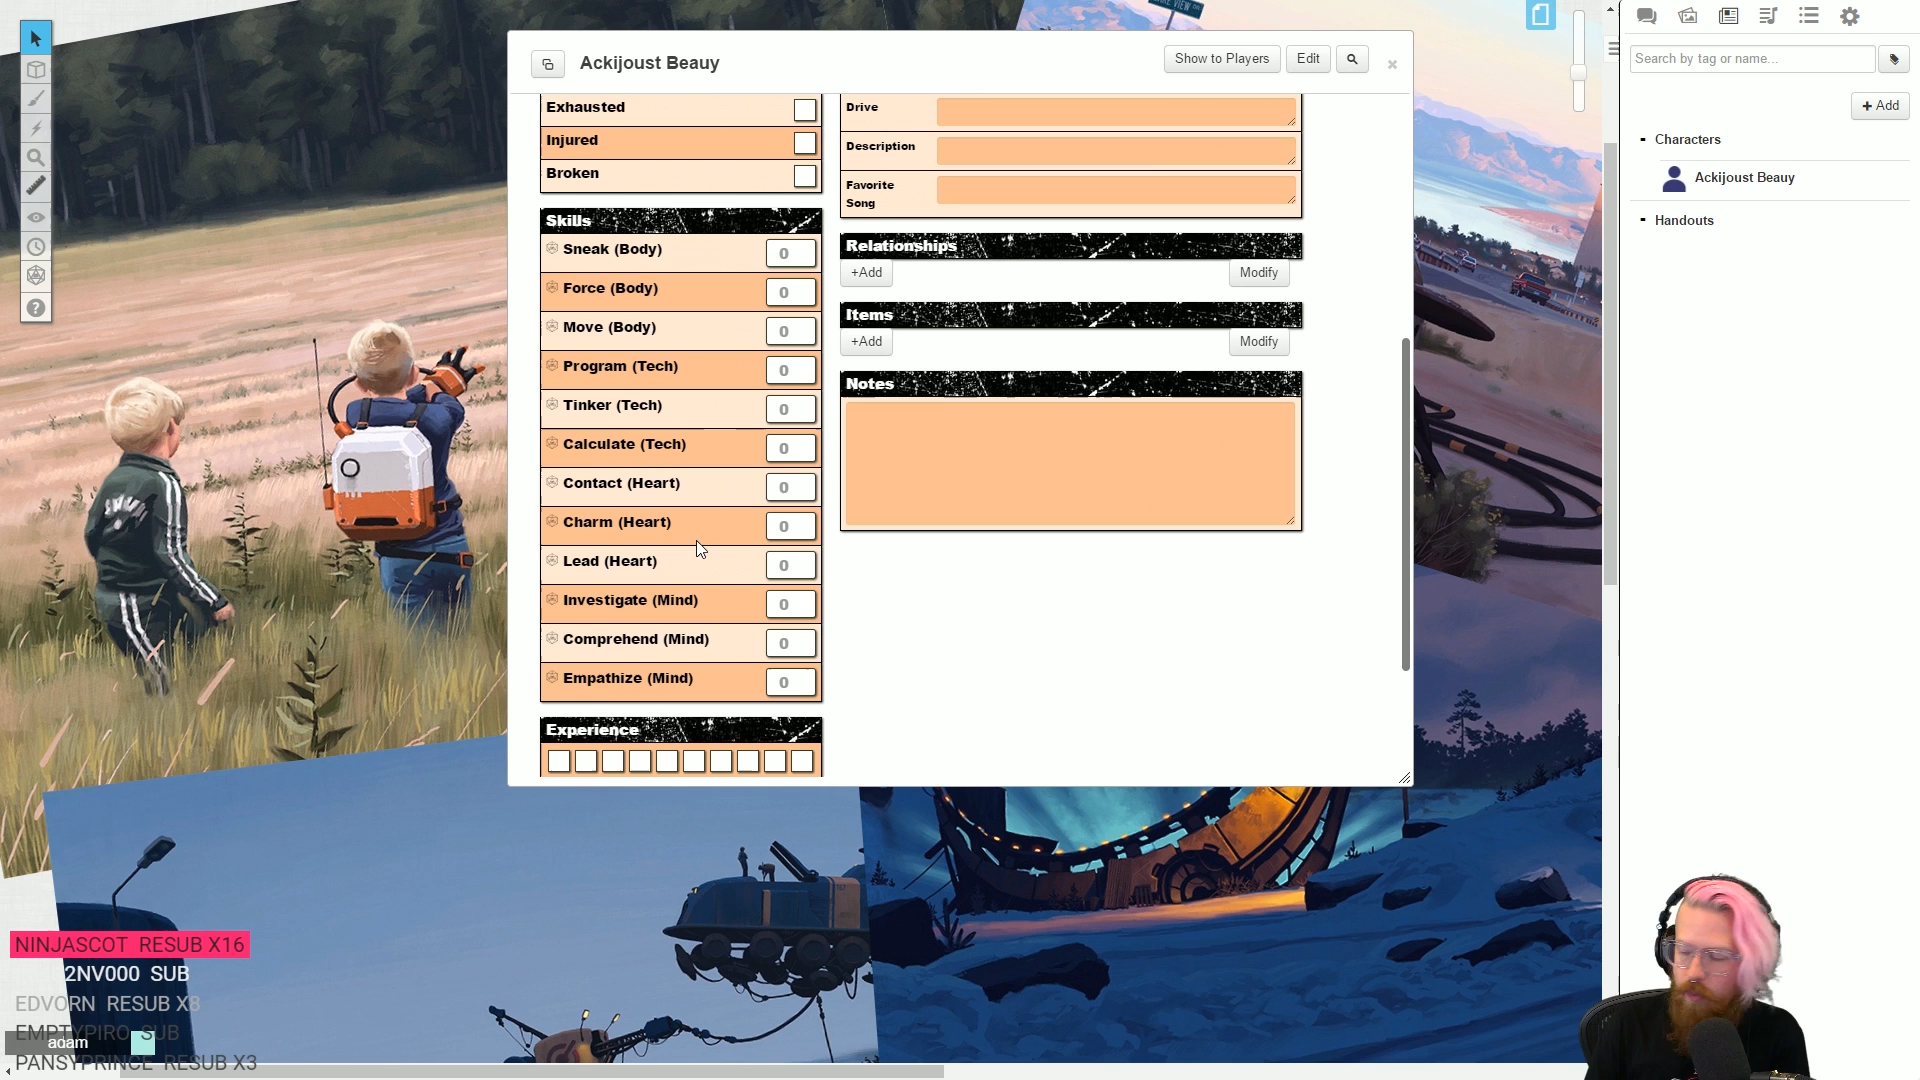 Ackijoust Beauy
Show to Players
Edit
Exhausted
Injured
Broken
Skills
Sneak (Body)
0
Force (Body)
0
Move (Body)
0
Program (Tech)
0
Tinker (Tech)
0
Calculate (Tech)
0
Contact (Heart)
0
Charm (Heart)
0
Lead (Heart)
0
Investigate (Mind)
0
Comprehend (Mind)
0
Empathize (Mind)
0
Experience
Drive
Description
Favorite
Song
Relationships
+Add
Modify
Items
+Add
Modify
Notes
Search by tag or name...
+ Add
Characters
Ackijoust Beauy
Handouts
NINJASCOT RESUB X16
2NV000 SUB
EDVORN RESUB X8
EMPTYPIRO SUB
adam
PANSYPRINCE RESUB X3